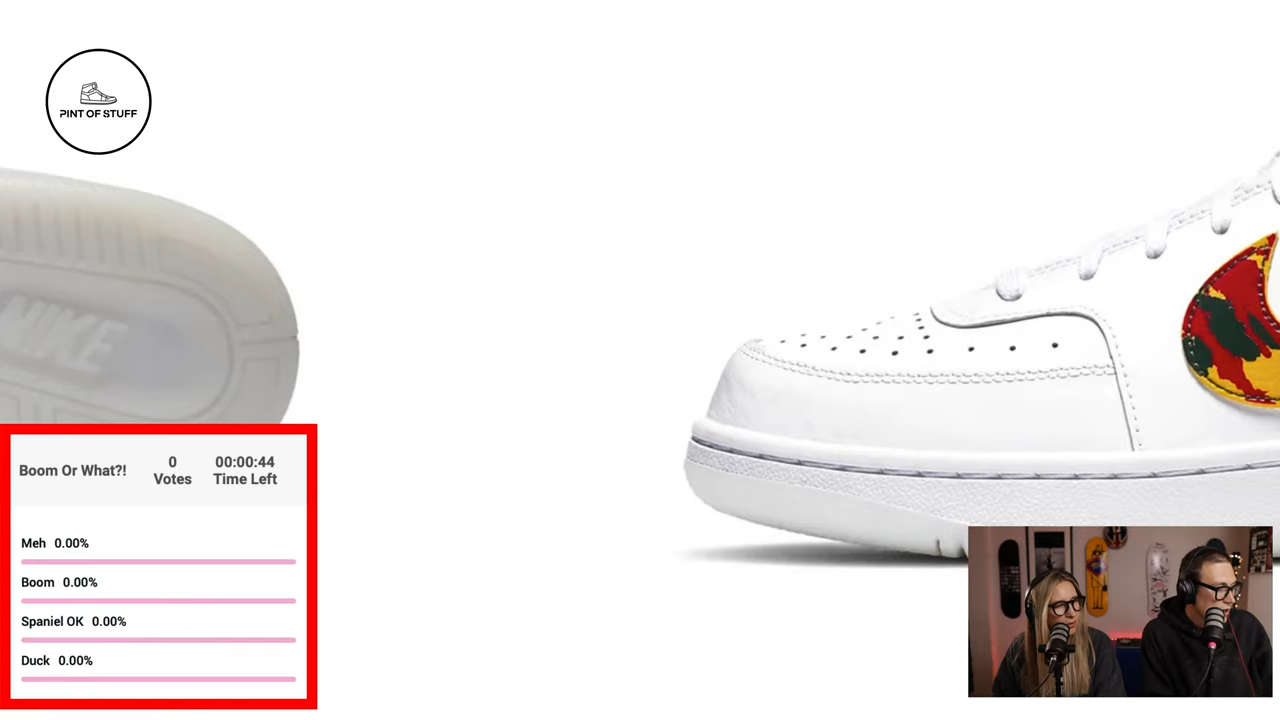 PINT OF STUFF
NIKE
Boom Or What?!
0
Votes
00:00:44
Time Left
Meh 0.00%
Boom 0.00%
Spaniel OK 0.00%
Duck 0.00%